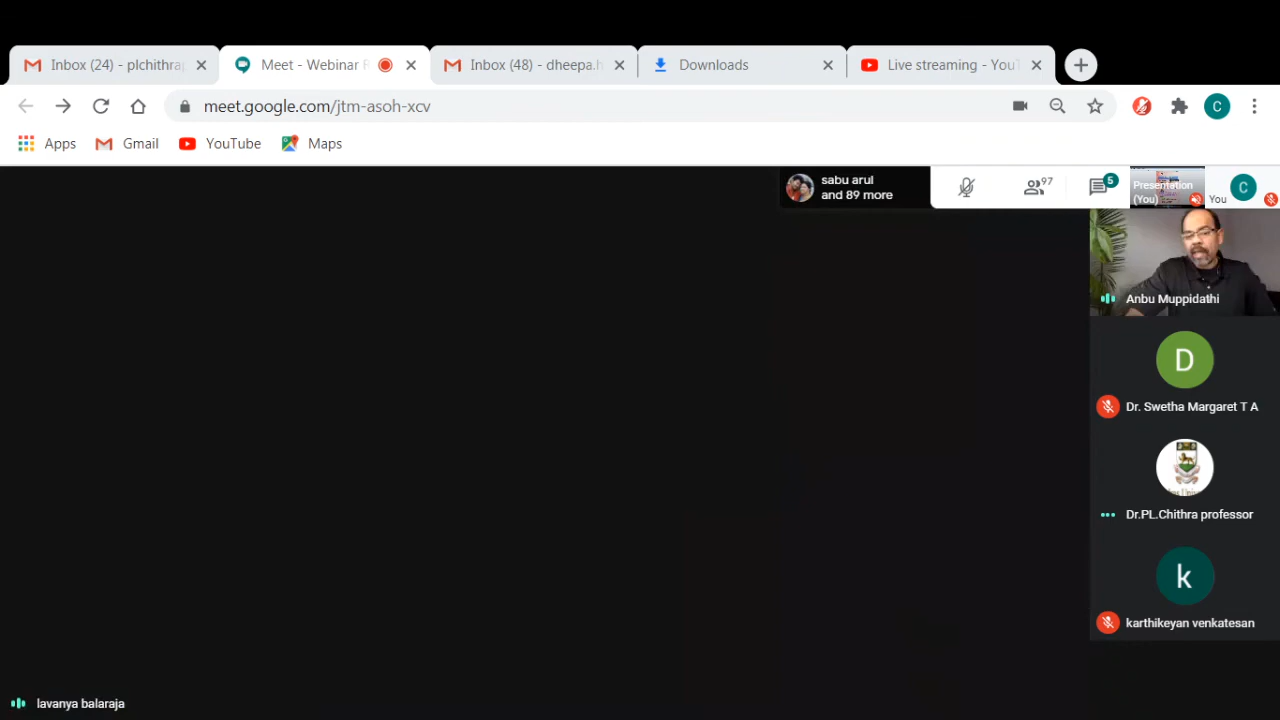 Inbox (24) - plchithrap
Meet - Webinar
Inbox (48) - dheepa.h
Downloads
Live streaming - YouT
meet.google.com/jtm-asoh-xcv
C
Apps
Gmail
YouTube
Maps
sabu arul
and 89 more
97
5
Presentation
(You)
You
C
Anbu Muppidathi
D
Dr. Swetha Margaret T A
Dr.PL.Chithra professor
k
karthikeyan venkatesan
lavanya balaraja